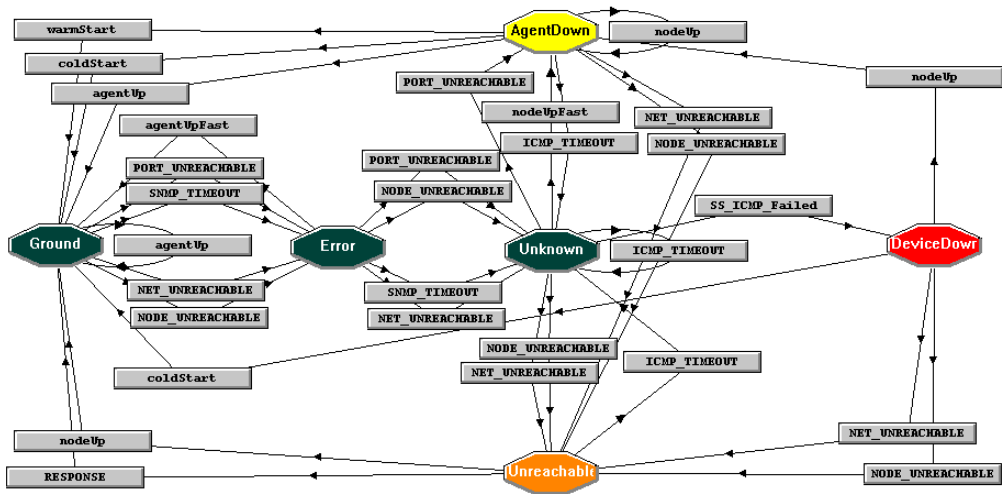 warmStart
AgentDown
nodeUp
coldStart
nodeUp
agentUp
PORT_UNREACHABLE
nodeUpFast
NET_UNREACHABLE
agentUpFast
ICMP_TIMEOUT
NODE_UNREACHABLE
PORT_UNREACHABLE
PORT_UNREACHABLE
SNMP_TIMEOUT
NODE_UNREACHABLE
SS_ICMP_Failed
Ground
agentUp
Error
Unknown
ICMP_TIMEOUT
DeviceDown
NET_UNREACHABLE
SNMP_TIMEOUT
NODE_UNREACHABLE
NET_UNREACHABLE
NODE_UNREACHABLE
ICMP_TIMEOUT
NET_UNREACHABLE
coldStart
nodeUp
NET_UNREACHABLE
RESPONSE
Unreachable
NODE_UNREACHABLE